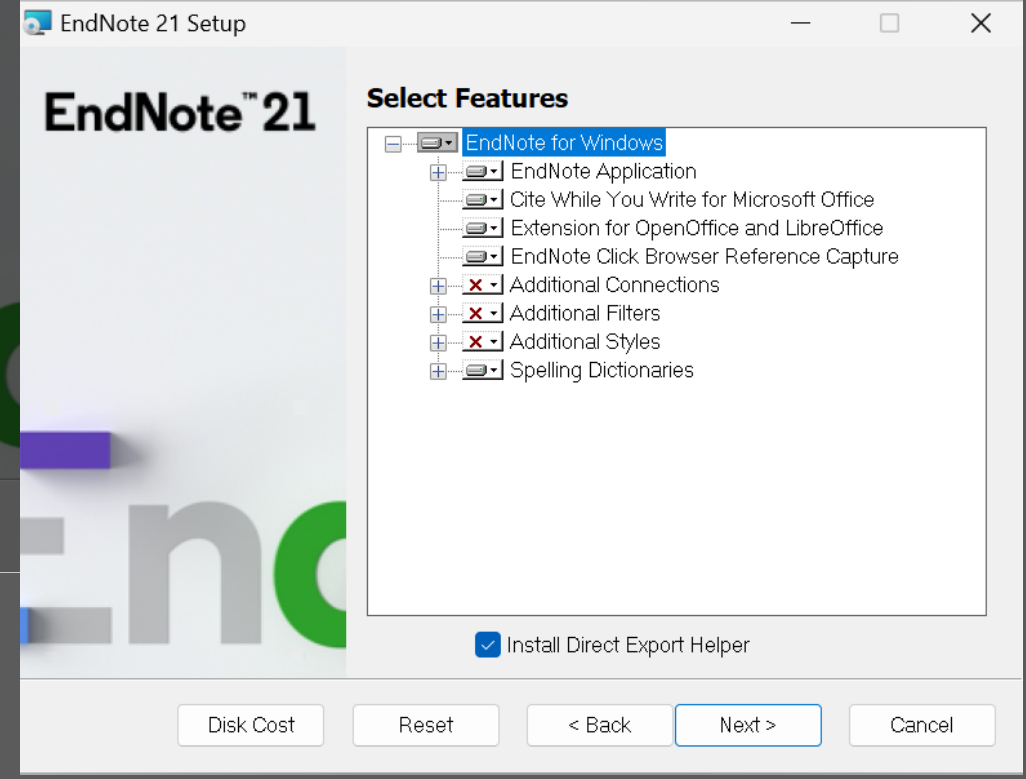 EndNote 21 Setup
EndNote™21
Select Features
EndNote for Windows
EndNote Application
Cite While You Write for Microsoft Office
Extension for OpenOffice and LibreOffice
EndNote Click Browser Reference Capture
Additional Connections
Additional Filters
Additional Styles
Spelling Dictionaries
Install Direct Export Helper
Disk Cost
Reset
< Back
Next >
Cancel